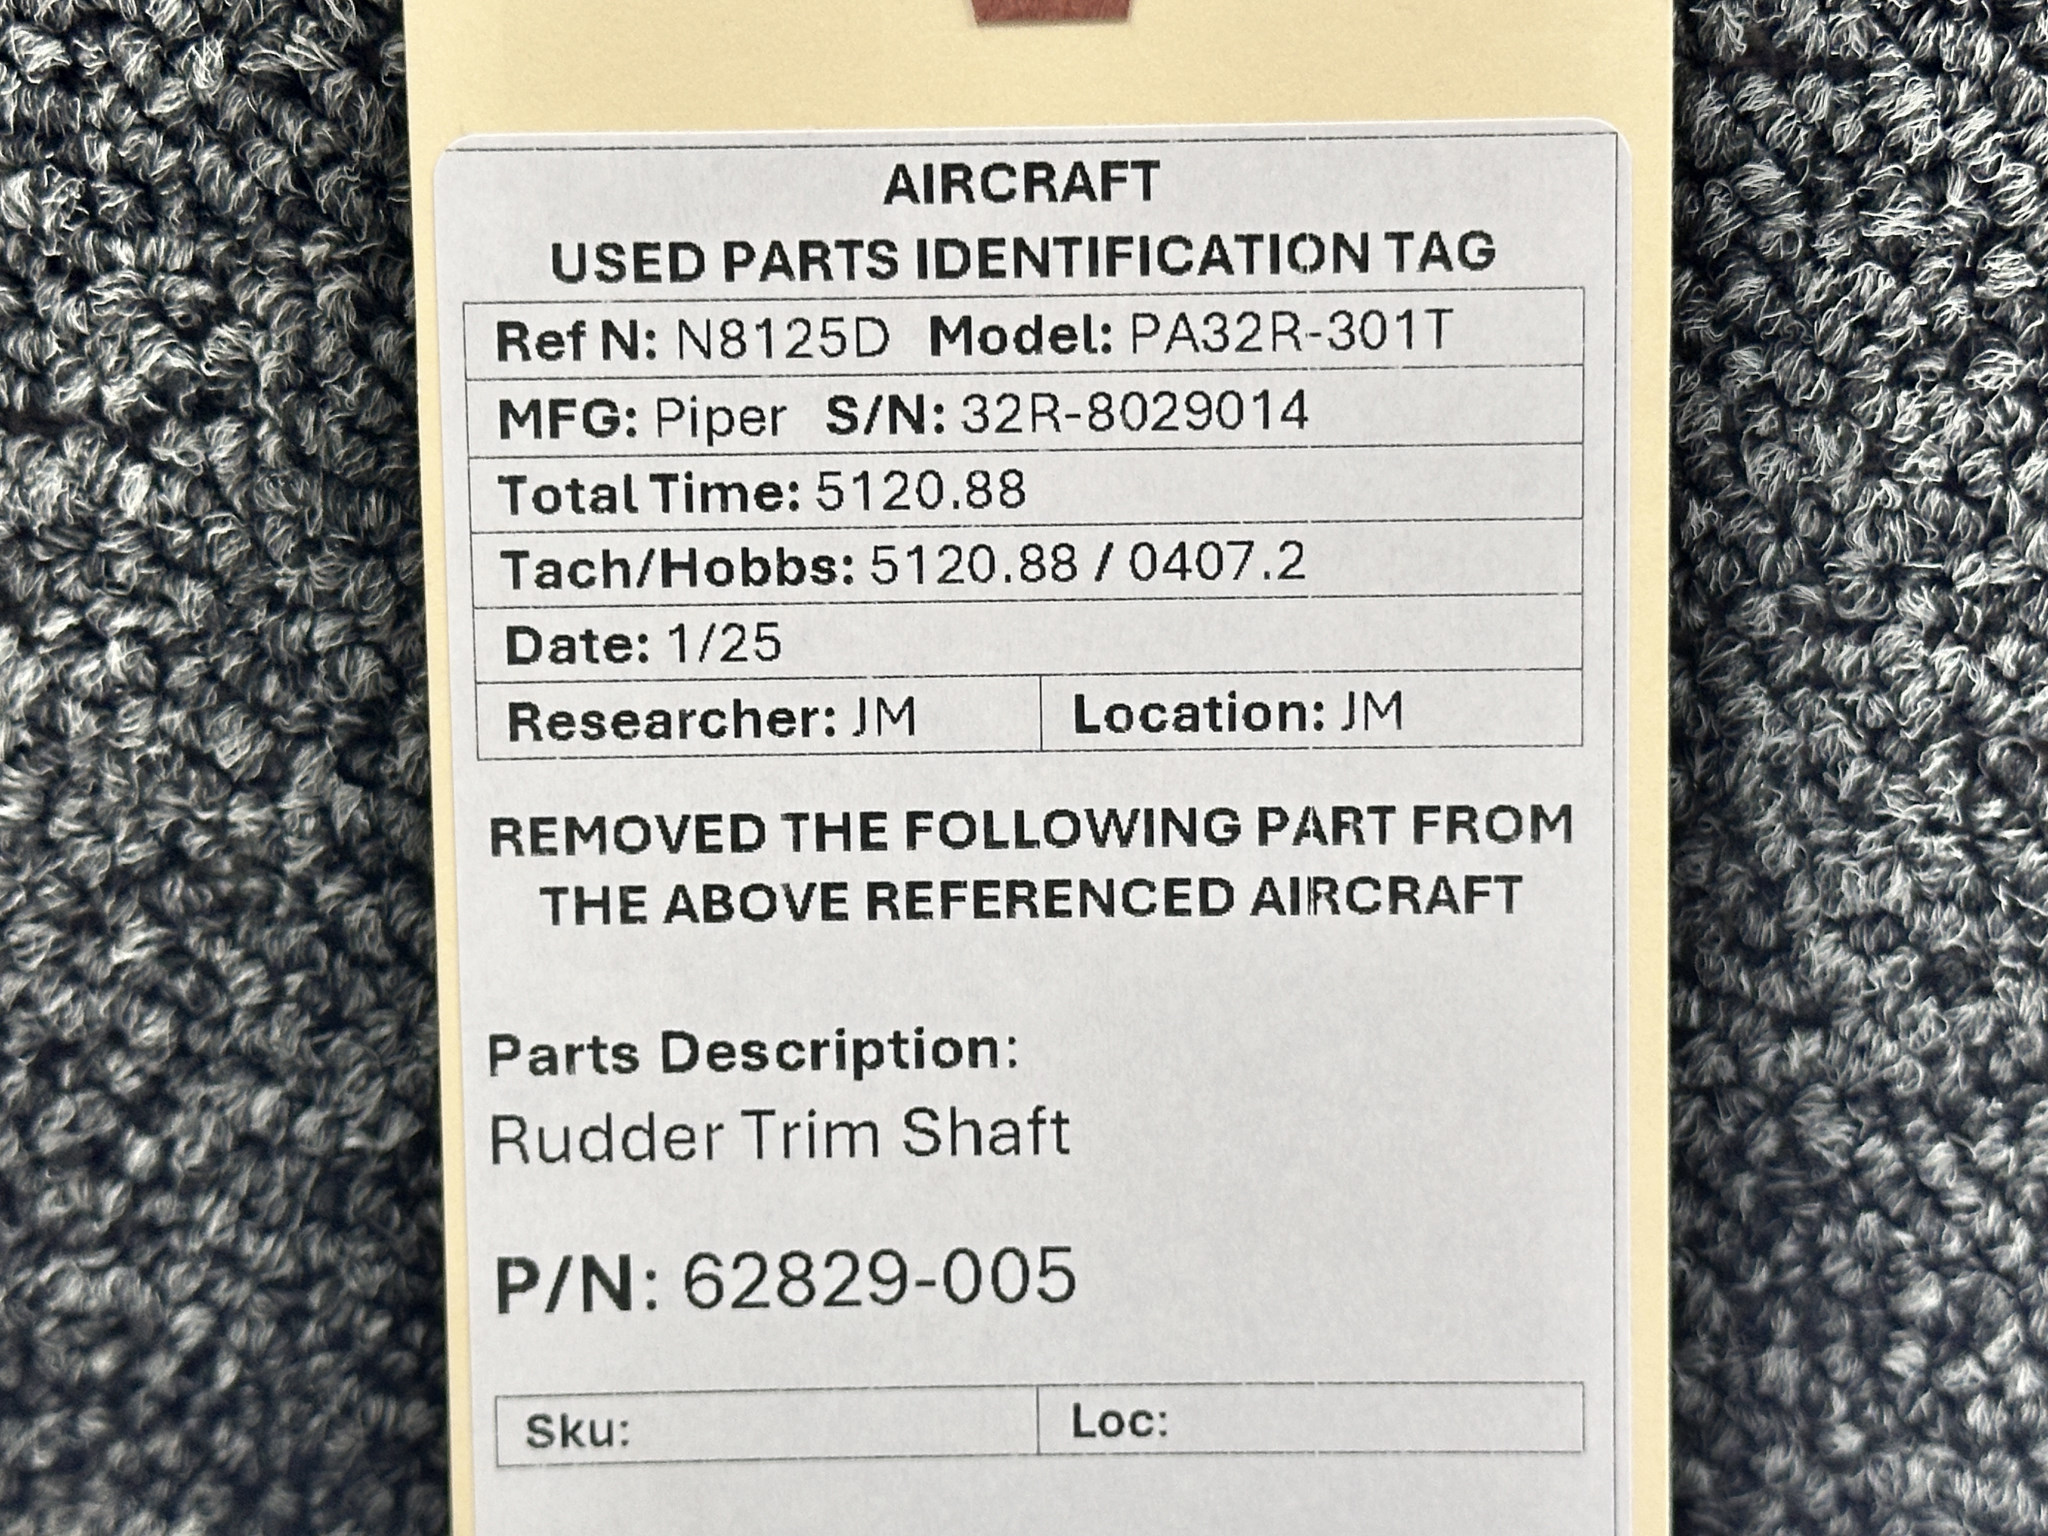 AIRCRAFT
USED PARTS IDENTIFICATION TAG
Ref N: N8125D Model: PA32R-301T
MFG: Piper S/N: 32R-8029014
Total Time: 5120.88
Tach/Hobbs: 5120.88 / 0407.2
Date: 1/25
Researcher: JM Location: JM
REMOVED THE FOLLOWING PART FROM
THE ABOVE REFERENCED AIRCRAFT
Parts Description:
Rudder Trim Shaft
P/N: 62829-005
Sku: Loc: